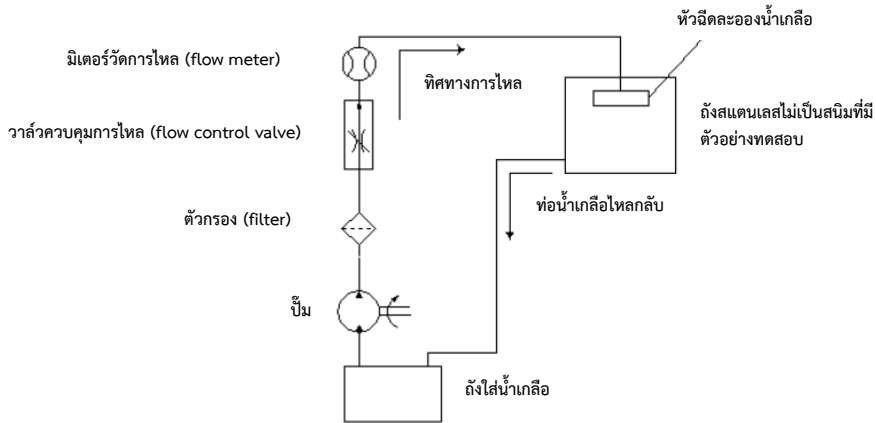 หัวฉีดละอองน้ำเกลือ
มิเตอร์วัดการไหล (flow meter)
ทิศทางการไหล
ถังสแตนเลสไม่เป็นสนิมที่มี
ตัวอย่างทดสอบ
วาล์วควบคุมการไหล (flow control valve)
ท่อน้ำเกลือไหลกลับ
ตัวกรอง (filter)
ปั๊ม
ถังใส่น้ำเกลือ